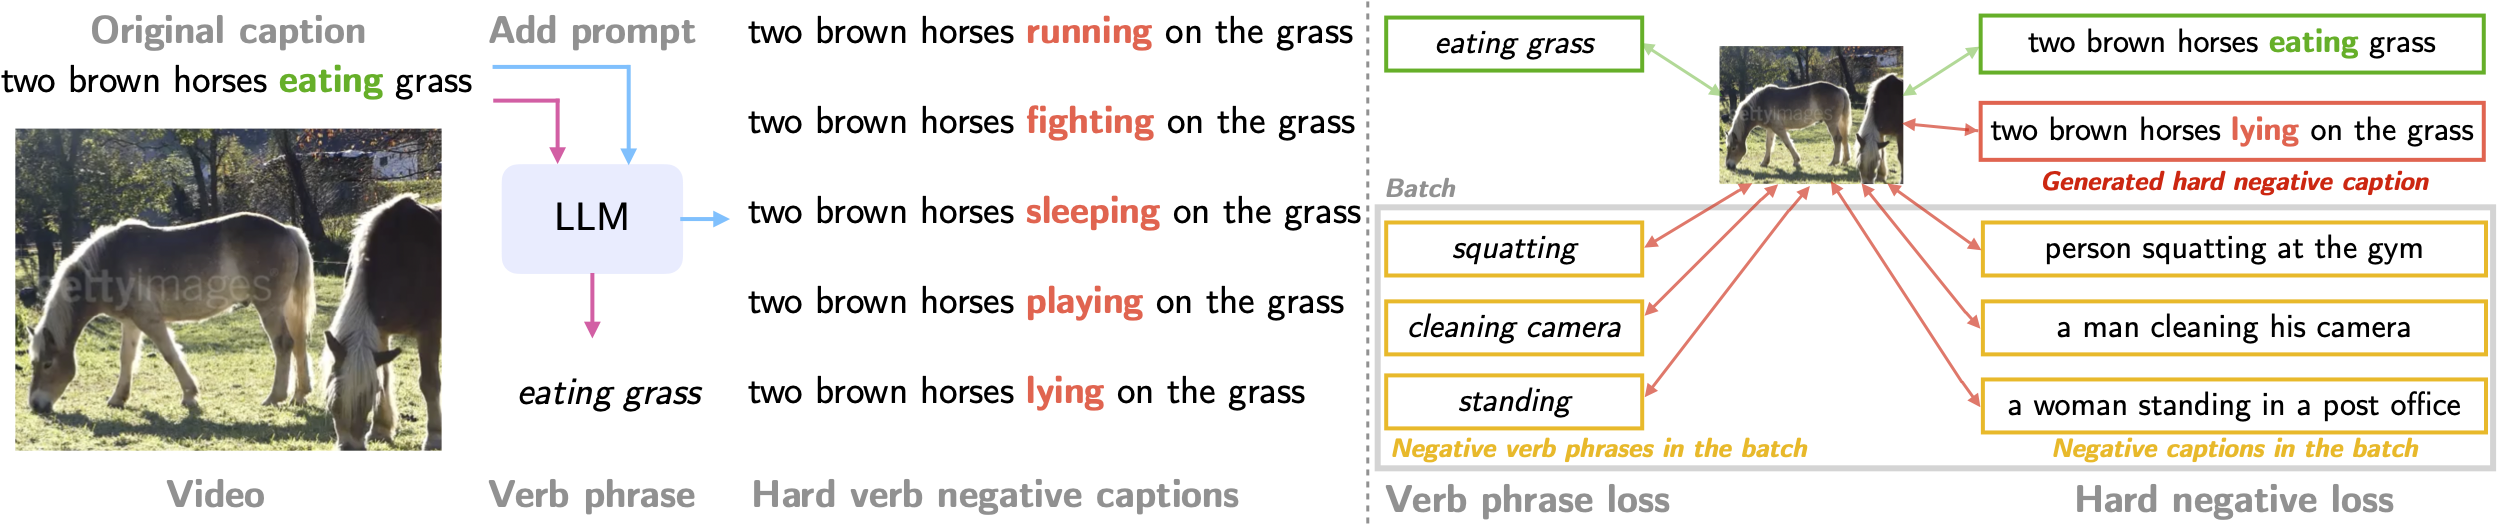 Original caption
two brown horses eating grass
gettyimages
Video
Add prompt
LLM
eating grass
Verb phrase
two brown horses running on the grass
two brown horses fighting on the grass
two brown horses sleeping on the grass
two brown horses playing on the grass
two brown horses lying on the grass
Hard verb negative captions
eating grass
gettyimages
two brown horses eating grass
two brown horses lying on the grass
Generated hard negative caption
Batch
squatting
cleaning camera
standing
Negative verb phrases in the batch
person squatting at the gym
a man cleaning his camera
a woman standing in a post office
Negative captions in the batch
Verb phrase loss
Hard negative loss